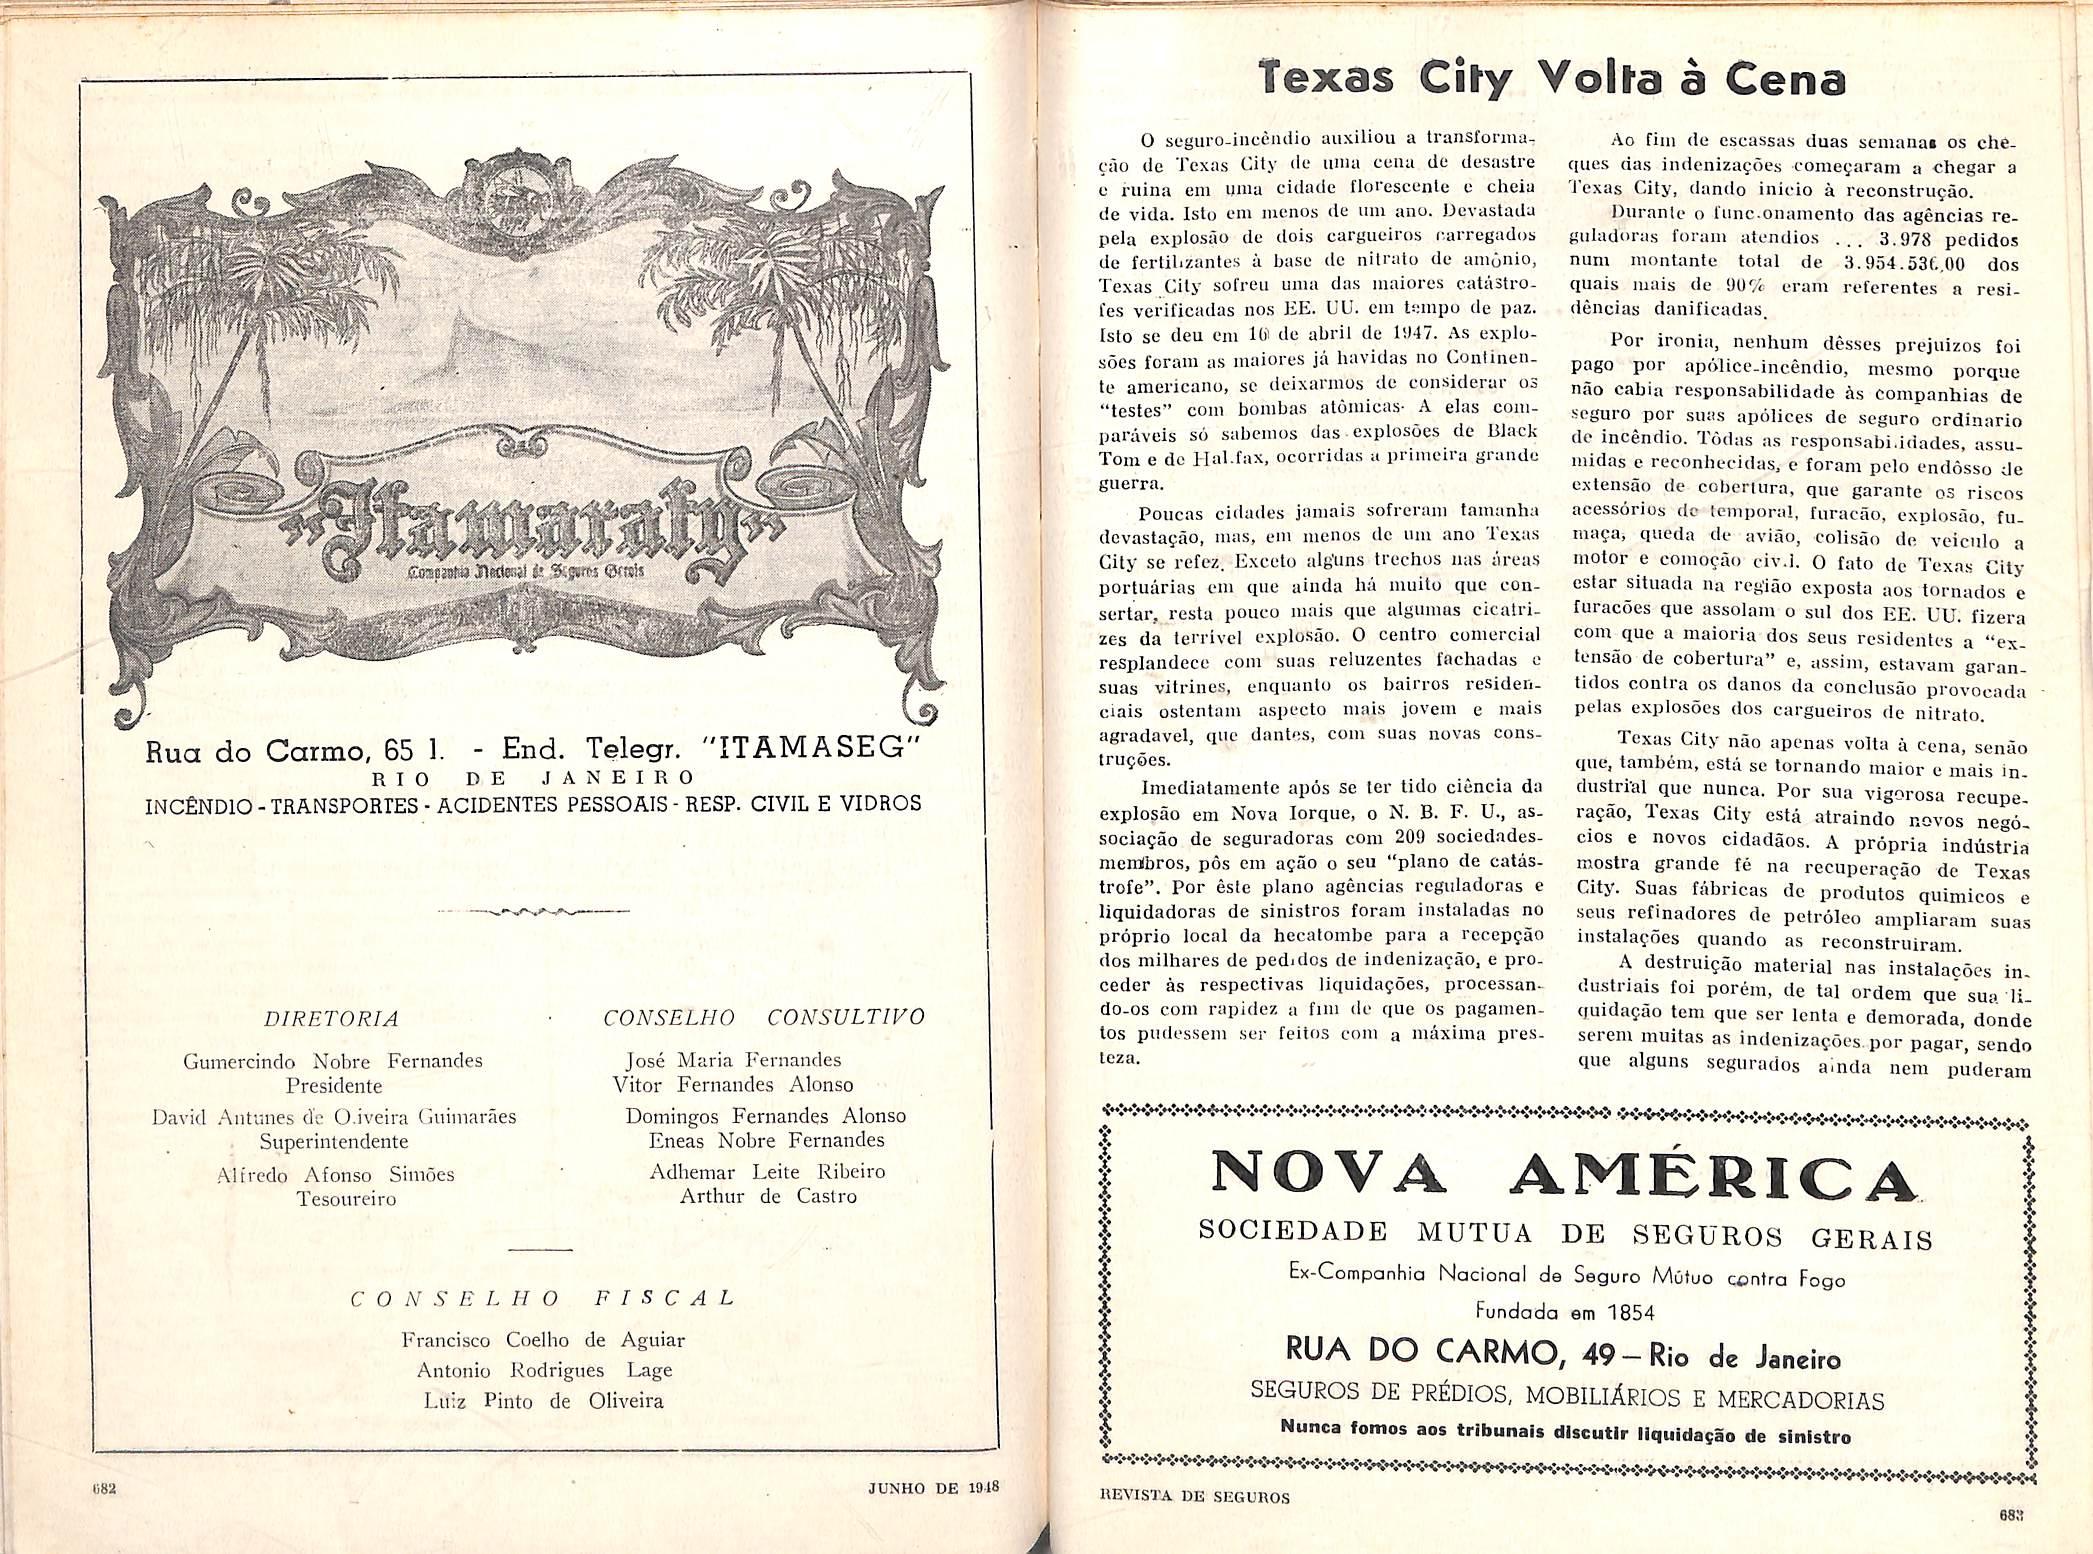 "Itamaraty"
Companhia Nacional de Seguros Gerais
Rua do Carmo, 65 1. - End. Telegr. "ITAMASEG"
RIO DE JANEIRO
INCÊNDIO - TRANSPORTES - ACIDENTES PESSOAIS - RESP. CIVIL E VIDROS
DIRETORIA
Gumercindo Nobre Fernandes
Presidente
David Antunes de O.iveira Guimarães
Superintendente
Alfredo Afonso Simões
Tesoureiro
CONSELHO CONSULTIVO
José Maria Fernandes
Vitor Fernandes Alonso
Domingos Fernandes Alonso
Eneas Nobre Fernandes
Adhemar Leite Ribeiro
Arthur de Castro
CONSELHO FISCAL
Francisco Coelho de Aguiar
Antonio Rodrigues Lage
Luiz Pinto de Oliveira
682
JUNHO DE 1948
Texas City Volta à Cena
O seguro-incêndio auxiliou a transforma-
ção de Texas City de uma cena de desastre
e ruina em uma cidade florescente e cheia
de vida. Isto em menos de um ano. Devastada
pela explosão de dois cargueiros carregados
de fertilizantes à base de nitrato de amônio,
Texas City sofreu uma das maiores catástro-
fes verificadas nos EE. UU. em tempo de paz.
Isto se deu em 16 de abril de 1947. As explo-
sões foram as maiores já havidas no Continen-
te americano, se deixarmos de considerar os
"testes" com bombas atômicas. A elas com-
paráveis só sabemos das explosões de Black
Tom e de Hal.fax, ocorridas a primeira grande
guerra.
Poucas cidades jamais sofreram tamanha
devastação, mas, em menos de um ano Texas
City se refez. Exceto alguns trechos nas áreas
portuárias em que ainda há muito que con-
sertar, resta pouco mais que algumas cicatri-
zes da terrível explosão. O centro comercial
resplandece com suas reluzentes fachadas e
suas vitrines, enquanto os bairros residen-
ciais ostentam aspecto mais jovem e mais
agradavel, que dantes, com suas novas cons-
truções.
Imediatamente após se ter tido ciência da
explosão em Nova Iorque, o N. B. F. U., as-
sociação de seguradoras com 209 sociedades-
membros, pôs em ação o seu "plano de catás-
trofe". Por êste plano agências reguladoras e
liquidadoras de sinistros foram instaladas no
próprio local da hecatombe para a recepção
dos milhares de pedidos de indenização, e pro-
ceder às respectivas liquidações, processan-
do-os com rapidez a fim de que os pagamen-
tos pudessem ser feitos com a máxima pres-
teza.
Ao fim de escassas duas semanas os che-
ques das indenizações começaram a chegar a
Texas City, dando inicio à reconstrução.
Durante o func.onamento das agências re-
guladoras foram atendios ... 3.978 pedidos
num montante total de 3.954.536,00 dos
quais mais de 90% eram referentes a resi-
dências danificadas.
Por ironia, nenhum dêsses prejuizos foi
pago por apólice-incêndio, mesmo porque
não cabia responsabilidade às companhias de
seguro por suas apólices de seguro ordinario
de incêndio. Tôdas as responsabi.idades, assu-
midas e reconhecidas, e foram pelo endôsso de
extensão de cobertura, que garante os riscos
acessórios de temporal, furacão, explosão, fu-
maça, queda de avião, colisão de veiculo a
motor e comoção civ.l. O fato de Texas City
estar situada na região exposta aos tornados e
furacões que assolam o sul dos EE. UU. fizera
com que a maioria dos seus residentes a "ex-
tensão de cobertura" e, assim, estavam garan-
tidos contra os danos da conclusão provocada
pelas explosões dos cargueiros de nitrato.
Texas City não apenas volta à cena, senão
que, também, está se tornando maior e mais in-
dustrial que nunca. Por sua vigorosa recupe-
ração, Texas City está atraindo novos negó-
cios e novos cidadãos. A própria indústria
mostra grande fé na recuperação de Texas
City. Suas fábricas de produtos quimicos e
seus refinadores de petróleo ampliaram suas
instalações quando as reconstruiram.
A destruição material nas instalações in-
dustriais foi porém, de tal ordem que sua li-
quidação tem que ser lenta e demorada, donde
serem muitas as indenizações por pagar, sendo
que alguns segurados ainda nem puderam
NOVA AMÉRICA
SOCIEDADE MUTUA DE SEGUROS GERAIS
Ex-Companhia Nacional de Seguro Mútuo contra Fogo
Fundada em 1854
RUA DO CARMO, 49 – Rio de Janeiro
SEGUROS DE PRÉDIOS, MOBILIÁRIOS E MERCADORIAS
Nunca fomos aos tribunais discutir liquidação de sinistro
REVISTA DE SEGUROS
683